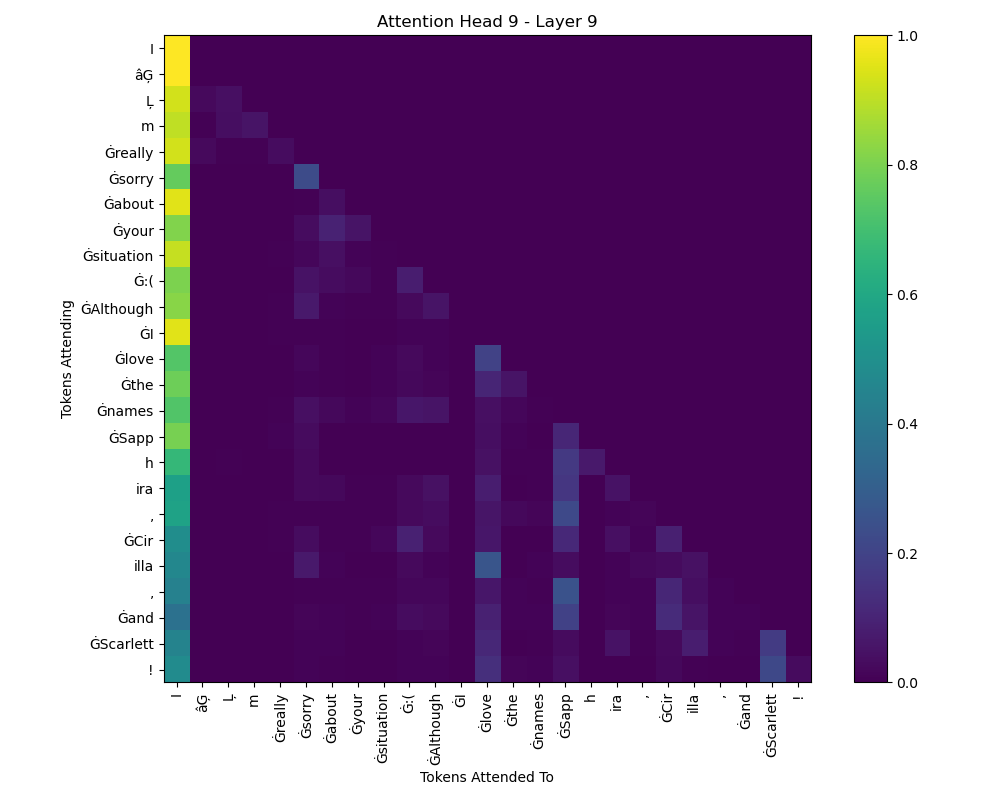 Attention Head 9 - Layer 9
I
âĢ
Ļ
m
Ġreally
Ġsorry
Ġabout
Ġyour
Ġsituation
Ġ:(
ĠAlthough
ĠI
Ġlove
Ġthe
Ġnames
ĠSapp
h
ira
,
ĠCir
illa
,
Ġand
ĠScarlett
!
Tokens Attending
I
âĢ
Ļ
m
Ġreally
Ġsorry
Ġabout
Ġyour
Ġsituation
Ġ:(
ĠAlthough
ĠI
Ġlove
Ġthe
Ġnames
ĠSapp
h
ira
,
ĠCir
illa
,
Ġand
ĠScarlett
!
Tokens Attended To
1.0
0.8
0.6
0.4
0.2
0.0